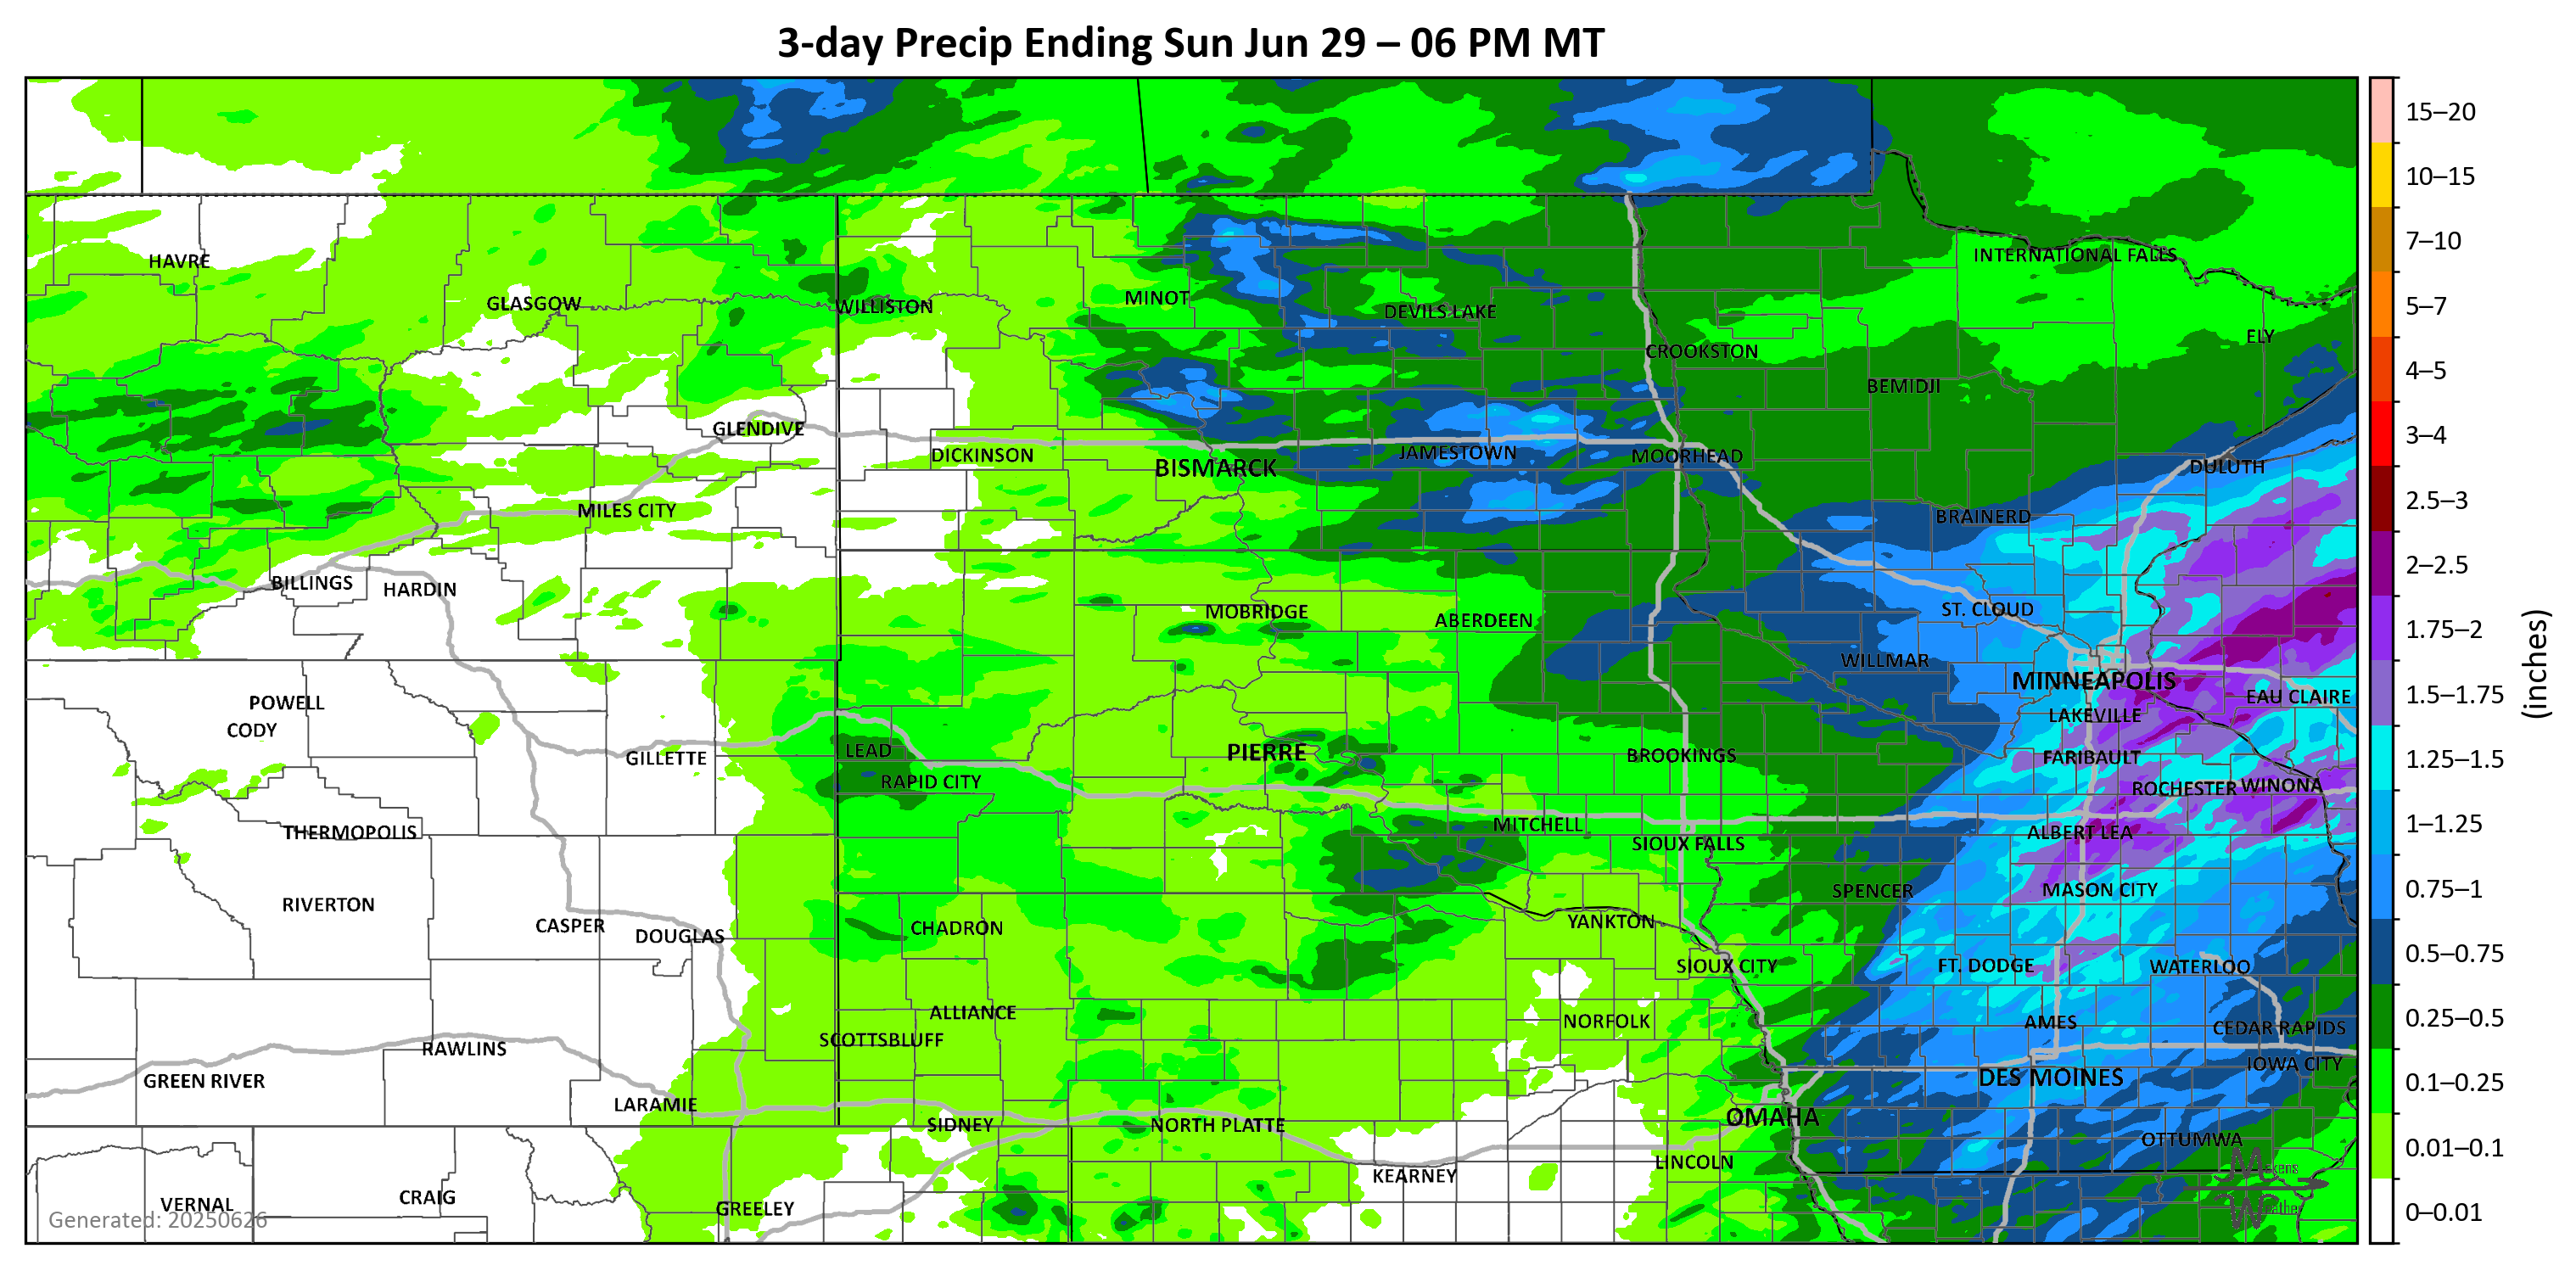 3-day Precip Ending Sun Jun 29 – 06 PM MT
15–20
10–15
7–10
5–7
4–5
3–4
2.5–3
2–2.5
1.75–2
1.5–1.75
1.25–1.5
1–1.25
0.75–1
0.5–0.75
0.25–0.5
0.1–0.25
0.01–0.1
0–0.01
(inches)
HAVRE
INTERNATIONAL FALLS
GLASGOW
WILLISTON
MINOT
DEVILS LAKE
ELY
CROOKSTON
BEMIDJI
GLENDIVE
DICKINSON
BISMARCK
JAMESTOWN
MOORHEAD
DULUTH
MILES CITY
BRAINERD
BILLINGS
HARDIN
MOBRIDGE
ABERDEEN
ST. CLOUD
WILLMAR
MINNEAPOLIS
EAU CLAIRE
POWELL
CODY
LAKEVILLE
GILLETTE
LEAD
RAPID CITY
PIERRE
BROOKINGS
FARIBAULT
ROCHESTER
WINONA
THERMOPOLIS
MITCHELL
SIOUX FALLS
ALBERT LEA
RIVERTON
CASPER
DOUGLAS
CHADRON
YANKTON
SPENCER
MASON CITY
SIOUX CITY
FT. DODGE
WATERLOO
ALLIANCE
SCOTTSBLUFF
NORFOLK
AMES
CEDAR RAPIDS
RAWLINS
GREEN RIVER
IOWA CITY
DES MOINES
LARAMIE
SIDNEY
NORTH PLATTE
OMAHA
OTTUMWA
KEARNEY
LINCOLN
VERNAL
CRAIG
GREELEY
Generated: 20250626